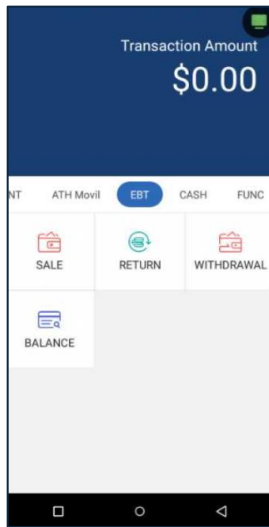 Transaction Amount
$0.00
NT ATH Movil EBT CASH FUNC
SALE RETURN WITHDRAWAL
BALANCE